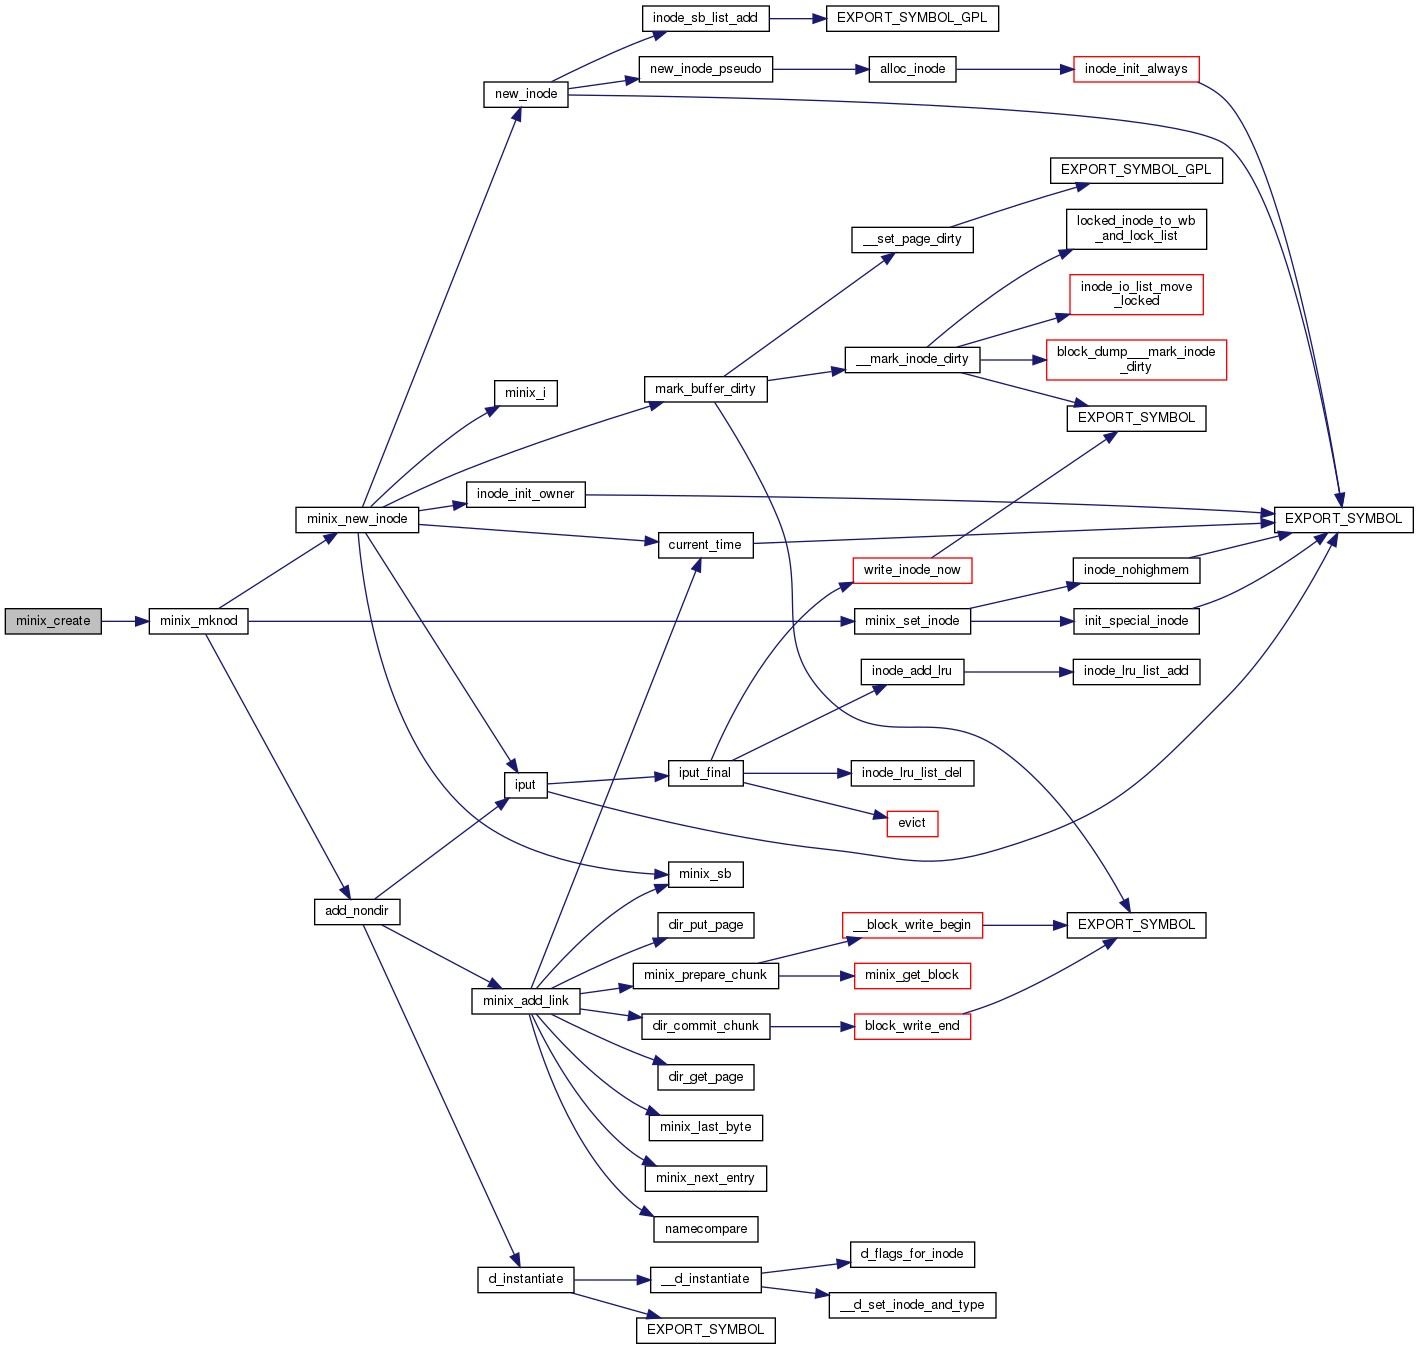 inode_sb_list_add
EXPORT_SYMBOL_GPL
new_inode_pseudo
alloc_inode
inode_init_always
new_inode
EXPORT_SYMBOL_GPL
locked_inode_to_wb
_and_lock_list
__set_page_dirty
inode_io_list_move
_locked
block_dump___mark_inode
_dirty
__mark_inode_dirty
mark_buffer_dirty
minix_i
EXPORT_SYMBOL
inode_init_owner
minix_new_inode
EXPORT_SYMBOL
current_time
write_inode_now
inode_nohighmem
minix_create
minix_mknod
minix_set_inode
init_special_inode
inode_add_lru
inode_lru_list_add
iput
iput_final
inode_lru_list_del
evict
minix_sb
add_nondir
dir_put_page
__block_write_begin
EXPORT_SYMBOL
minix_prepare_chunk
minix_get_block
minix_add_link
dir_commit_chunk
block_write_end
dir_get_page
minix_last_byte
minix_next_entry
namecompare
d_flags_for_inode
d_instantiate
__d_instantiate
__d_set_inode_and_type
EXPORT_SYMBOL